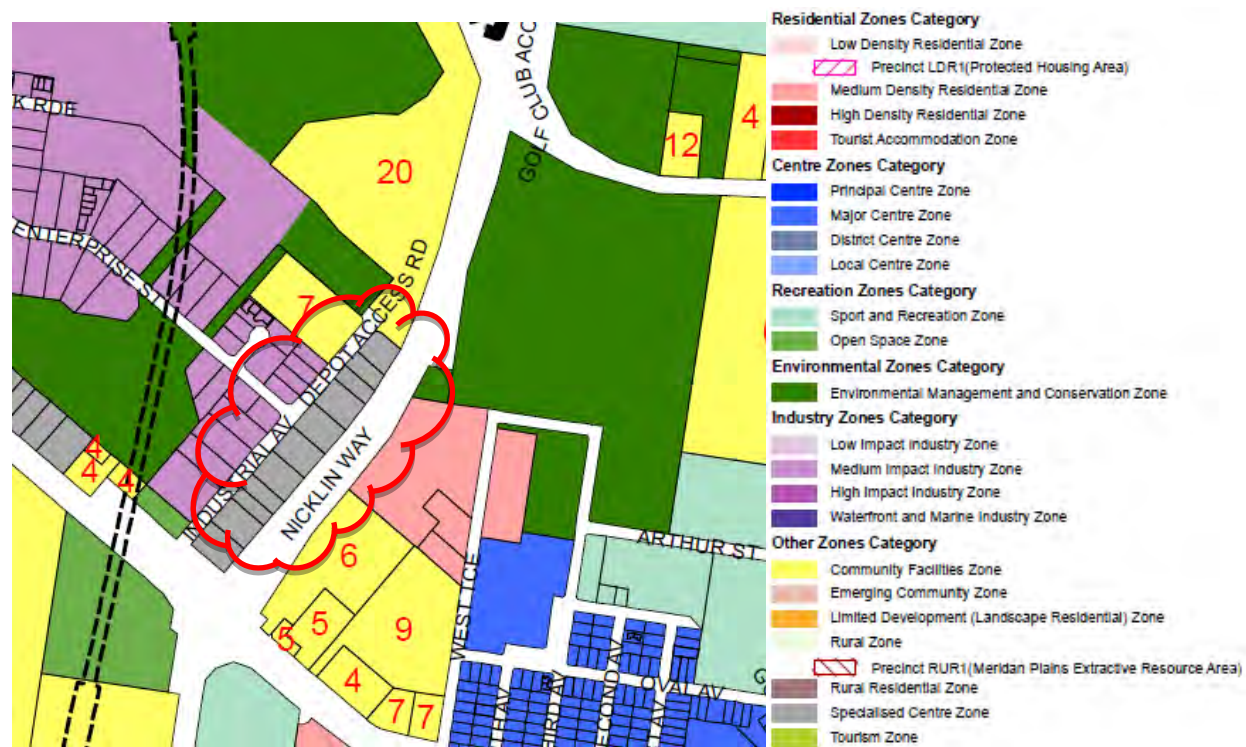 K RDE
ENTERPRISE ST
GOLF CLUB ACC
20
12
4
7
DEPOT ACCESS RD
INDUSTRIAL AV
NICKLIN WAY
4
4
4
6
5
5
9
4
7
7
WEST ICE
ARTHUR ST
OVAL AV
H AV
HIRD AV
ECOND AV
T AV
G
Residential Zones Category
Low Density Residential Zone
Precinct LDR1(Protected Housing Area)
Medium Density Residential Zone
High Density Residential Zone
Tourist Accommodation Zone
Centre Zones Category
Principal Centre Zone
Major Centre Zone
District Centre Zone
Local Centre Zone
Recreation Zones Category
Sport and Recreation Zone
Open Space Zone
Environmental Zones Category
Environmental Management and Conservation Zone
Industry Zones Category
Low Impact Industry Zone
Medium Impact Industry Zone
High Impact Industry Zone
Waterfront and Marine Industry Zone
Other Zones Category
Community Facilities Zone
Emerging Community Zone
Limited Development (Landscape Residential) Zone
Rural Zone
Precinct RUR1(Meridan Plains Extractive Resource Area)
Rural Residential Zone
Specialised Centre Zone
Tourism Zone